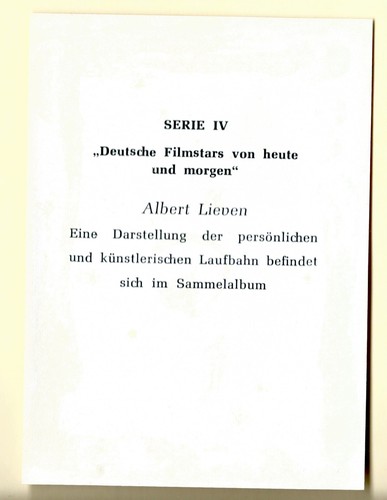 SERIE IV
„Deutsche Filmstars von heute
und morgen“
Albert Lieven
Eine Darstellung der persönlichen
und künstlerischen Laufbahn befindet
sich im Sammelalbum